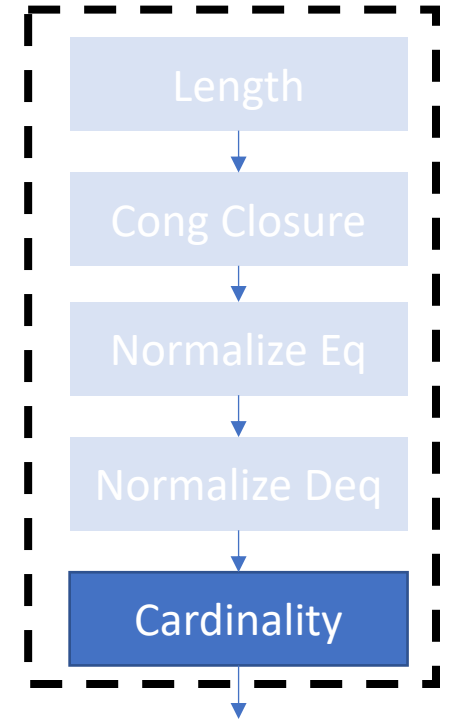 Length
Cong Closure
Normalize Eq
Normalize Deq
Cardinality